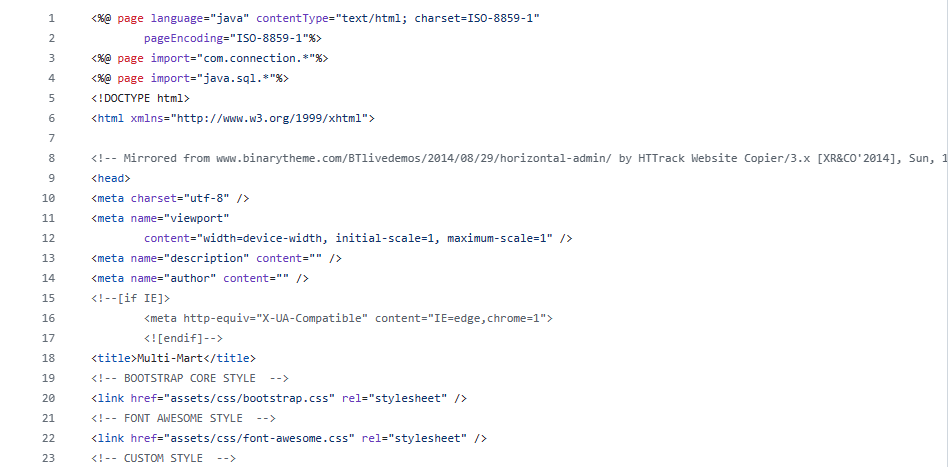 1 <%@ page language="java" contentType="text/html; charset=ISO-8859-1"
2 pageEncoding="ISO-8859-1"%>
3 <%@ page import="com.connection.*"%>
4 <%@ page import="java.sql.*"%>
5 <!DOCTYPE html>
6 <html xmlns="http://www.w3.org/1999/xhtml">
7
8 <!-- Mirrored from www.binarytheme.com/BTlivedemos/2014/08/29/horizontal-admin/ by HTTrack Website Copier/3.x [XR&CO'2014], Sun, 1
9 <head>
10 <meta charset="utf-8" />
11 <meta name="viewport"
12 content="width=device-width, initial-scale=1, maximum-scale=1" />
13 <meta name="description" content="" />
14 <meta name="author" content="" />
15 <!--[if IE]>
16 <meta http-equiv="X-UA-Compatible" content="IE=edge,chrome=1">
17 <![endif]-->
18 <title>Multi-Mart</title>
19 <!-- BOOTSTRAP CORE STYLE  -->
20 <link href="assets/css/bootstrap.css" rel="stylesheet" />
21 <!-- FONT AWESOME STYLE  -->
22 <link href="assets/css/font-awesome.css" rel="stylesheet" />
23 <!-- CUSTOM STYLE  -->